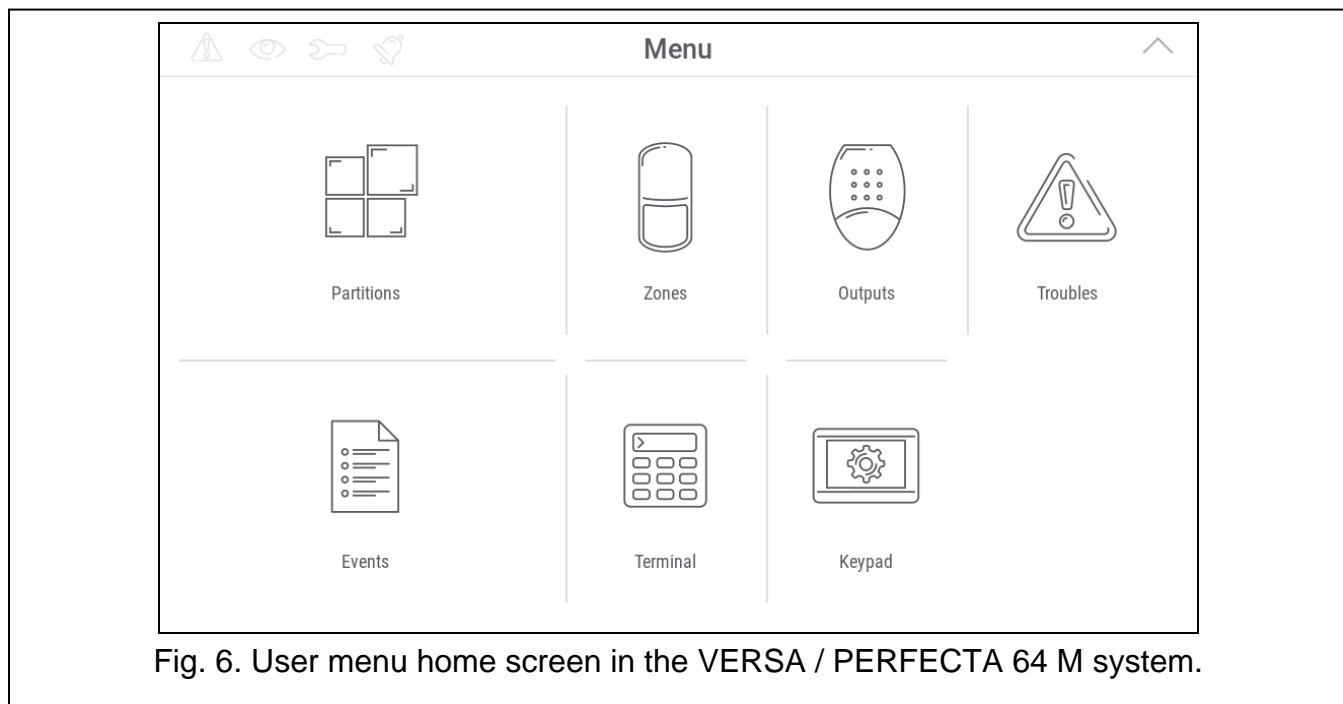 Menu
Partitions
Zones
Outputs
Troubles
Events
Terminal
Keypad
Fig. 6. User menu home screen in the VERSA / PERFECTA 64 M system.